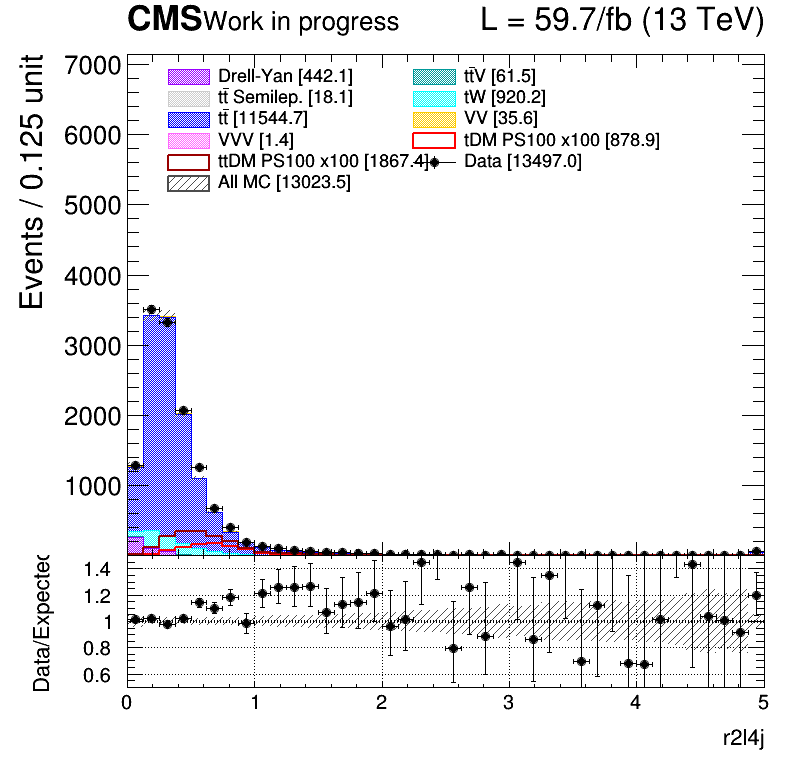 CMS Work in progress L = 59.7/fb (13 TeV)
Events / 0.125 unit
7000
6000
5000
4000
3000
2000
1000
Drell-Yan [442.1]
tt̄V [61.5]
tt̄ Semilep. [18.1]
tW [920.2]
tt̄ [11544.7]
VV [35.6]
VVV [1.4]
tDM PS100 x100 [878.9]
ttDM PS100 x100 [1867.4]
Data [13497.0]
All MC [13023.5]
Data/Expected
1.4
1.2
1
0.8
0.6
0 1 2 3 4 5
r2l4j